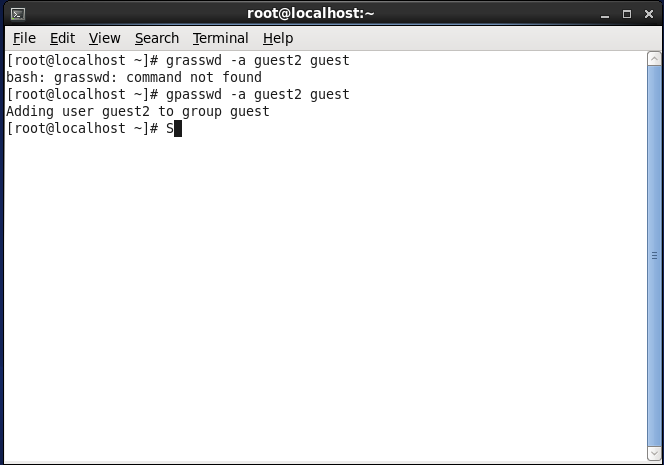 root@localhost:~
File Edit View Search Terminal Help
[root@localhost ~]# grasswd -a guest2 guest
bash: grasswd: command not found
[root@localhost ~]# gpasswd -a guest2 guest
Adding user guest2 to group guest
[root@localhost ~]# S